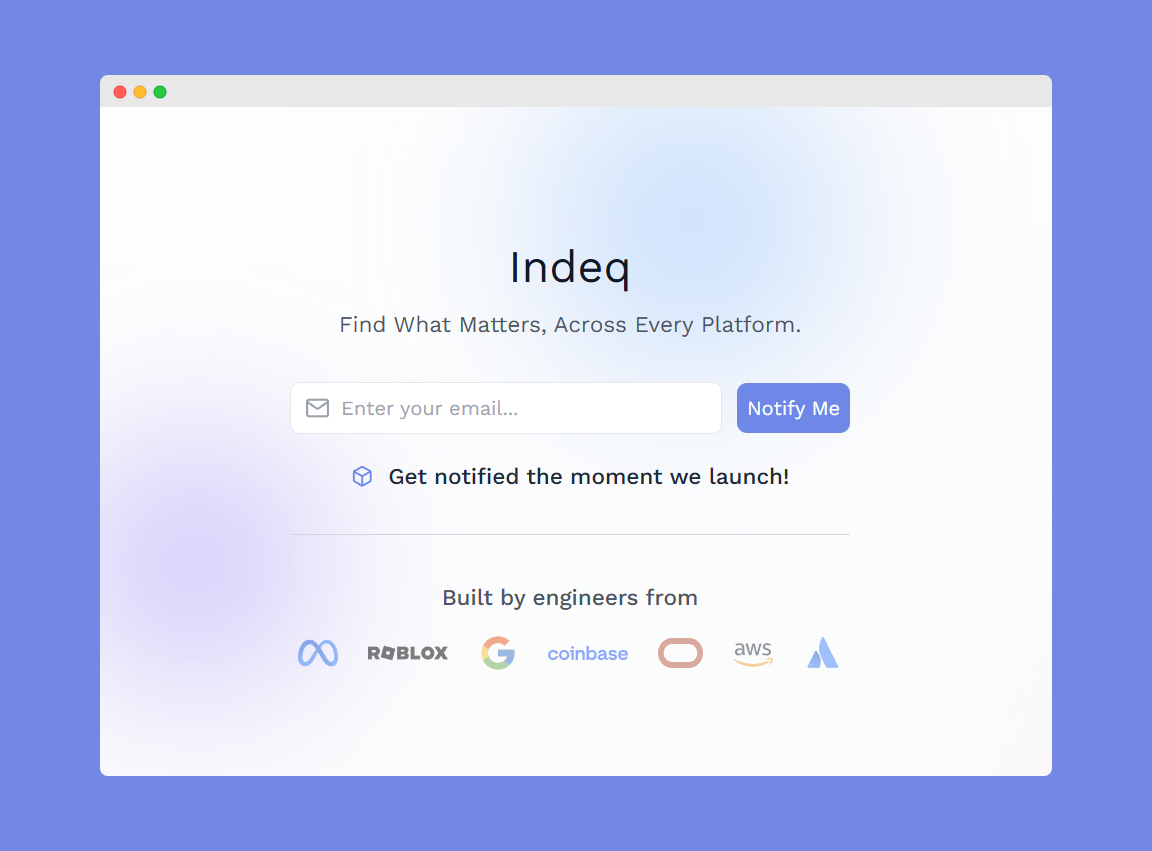 Indeq
Find What Matters, Across Every Platform.
Enter your email...
Notify Me
Get notified the moment we launch!
Built by engineers from
ROBLOX
coinbase
aws